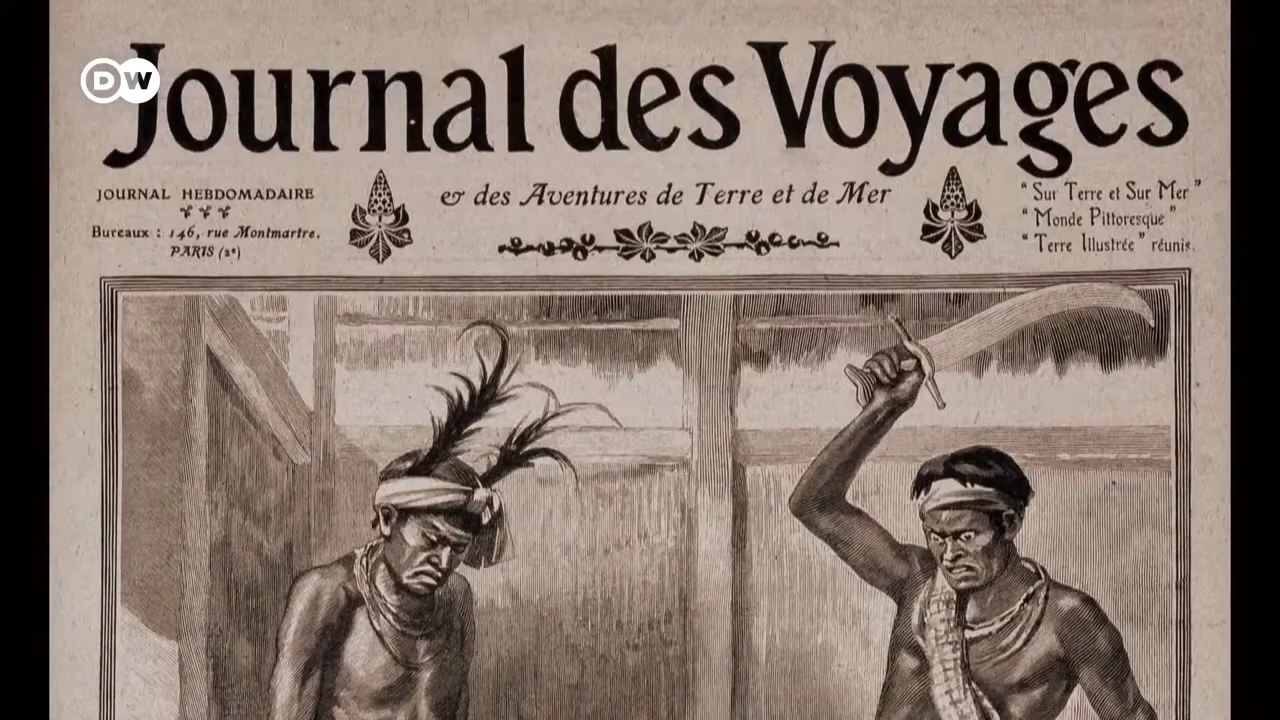 DW
Journal des Voyages
JOURNAL HEBDOMADAIRE
Bureaux : 146, rue Montmartre.
PARIS (2e)
& des Aventures de Terre et de Mer
“ Sur Terre et Sur Mer ”
“ Monde Pittoresque ”
“ Terre Illustrée ” réunis.